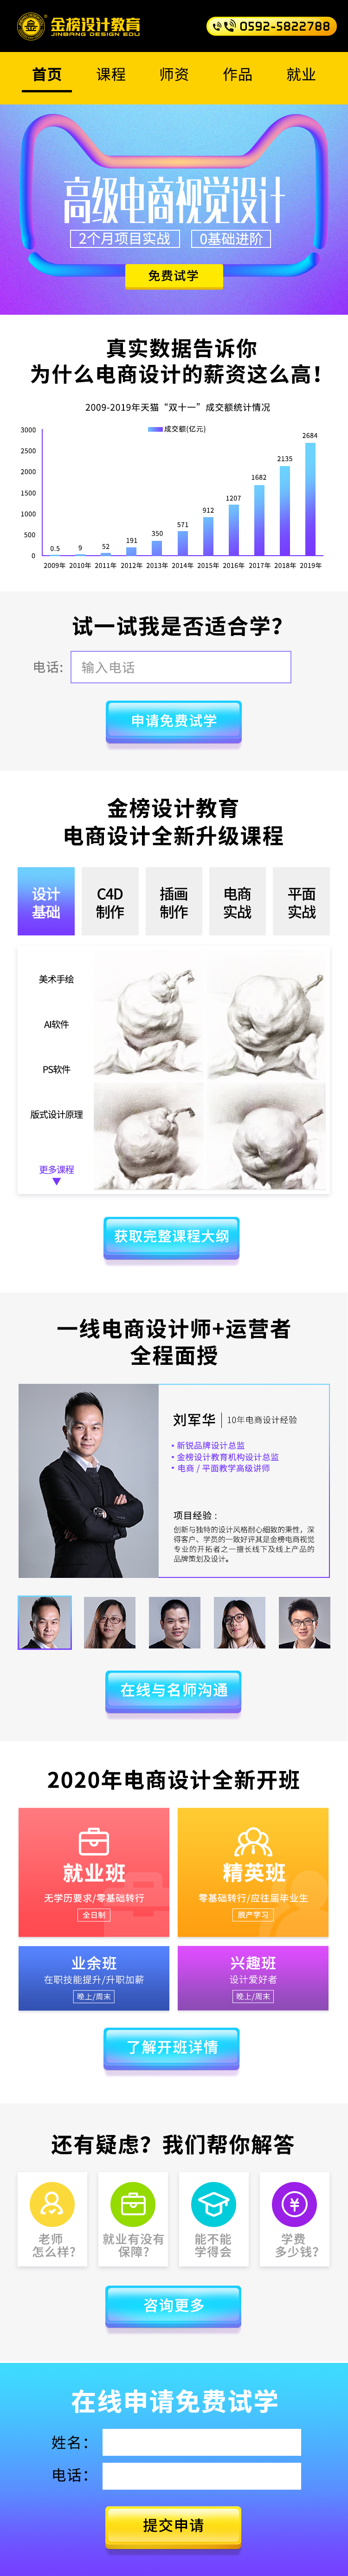 金榜设计教育
JINBANG DESIGN EDU
0592-5822788
首页 课程 师资 作品 就业
高级电商视觉设计
2个月项目实战 0基础进阶
免费试学
真实数据告诉你
为什么电商设计的薪资这么高！
2009-2019年天猫“双十一”成交额统计情况
成交额(亿元)
3000
2500
2000
1500
1000
500
0
0.5 9 52 191 350 571 912 1207 1682 2135 2684
2009年 2010年 2011年 2012年 2013年 2014年 2015年 2016年 2017年 2018年 2019年
试一试我是否适合学？
电话: 输入电话
申请免费试学
金榜设计教育
电商设计全新升级课程
设计基础 C4D制作 插画制作 电商实战 平面实战
美术手绘
AI软件
PS软件
版式设计原理
更多课程
获取完整课程大纲
一线电商设计师+运营者
全程面授
刘军华 10年电商设计经验
·新锐品牌设计总监
·金榜设计教育机构设计总监
·电商 / 平面教学高级讲师
项目经验：
创新与独特的设计风格耐心细致的秉性，深
得客户、学员的一致好评其是金榜电商视觉
专业的开拓者之一擅长线下及线上产品的
品牌策划及设计。
在线与名师沟通
2020年电商设计全新开班
就业班
无学历要求/零基础转行
全日制
精英班
零基础转行/应往届毕业生
脱产学习
业余班
在职技能提升/升职加薪
晚上/周末
兴趣班
设计爱好者
晚上/周末
了解开班详情
还有疑虑？我们帮你解答
老师
怎么样？
就业有没有
保障？
能不能
学得会
学费
多少钱？
咨询更多
在线申请免费试学
姓名：
电话：
提交申请